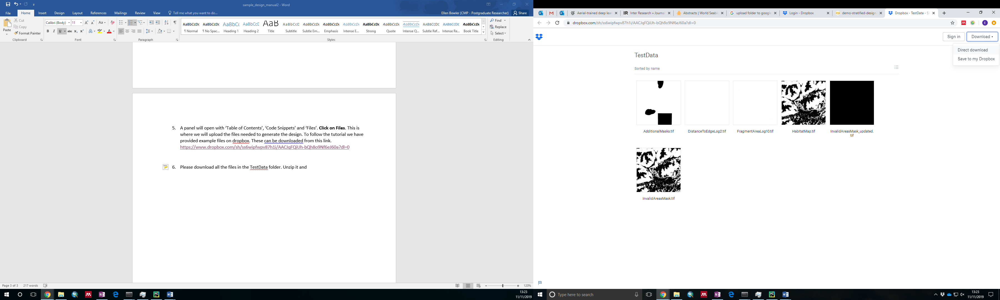 sample_design_manual2 - Word
File Home Insert Design Layout References Mailings Review View Tell me what you want to do... Ellen Bowler (CMP - Postgraduate Researcher) Share
Paste
Cut
Copy
Format Painter
Clipboard
Calibri (Body) 11
Font
Paragraph
AaBbCcDc AaBbCcDc AaBbCc AaBbCcE AaB AaBbCcD AaBbCcDc AaBbCcDc AaBbCcDc AaBbCcDc AaBbCcDc AaBbCcDc AaBbCcDd AaBbCcDc AaBbCcDc
¶ Normal ¶ No Spac... Heading 1 Heading 2 Title Subtitle Subtle Em... Emphasis Intense E... Strong Quote Intense Q... Subtle Ref... Intense Re... Book Title
Styles
Find
Replace
Select
Editing
5. A panel will open with ‘Table of Contents’, ‘Code Snippets’ and ‘Files’. Click on Files. This is
where we will upload the files needed to generate the design. To follow the tutorial we have
provided example files on dropbox. These can be downloaded from this link.
https://www.dropbox.com/sh/ss6wipfwpv87h1i/AACJqFQiUh-bQh8o9Nf6eJ60a?dl=0
6. Please download all the files in the TestData folder. Unzip it and
Page 3 of 3 217 words
120%
13:23
11/11/2019
Aerial-trained deep lear Inter Research » Journal Abstracts | World Seabi upload folder to google Login - Dropbox demo-stratified-design. Dropbox - TestData - Si
dropbox.com/sh/ss6wipfwpv87h1i/AACJqFQiUh-bQh8o9Nf6eJ60a?dl=0
Sign in Download
Direct download
Save to my Dropbox
TestData
Sorted by name
AdditionalMasks.tif DistanceToEdgeLog2.tif FragmentAreaLog10.tif HabitatMap.tif InvalidAreasMask_updated.
tif
InvalidAreasMask.tif
Type here to search
13:23
11/11/2019